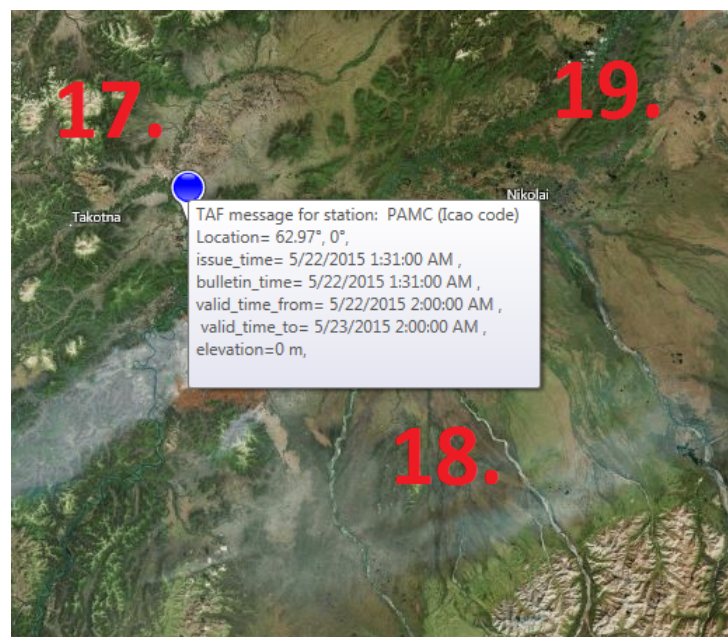 17.
19.
Takotna
Nikolai
TAF message for station:  PAMC (Icao code)
Location= 62.97°, 0°,
issue_time= 5/22/2015 1:31:00 AM ,
bulletin_time= 5/22/2015 1:31:00 AM ,
valid_time_from= 5/22/2015 2:00:00 AM ,
valid_time_to= 5/23/2015 2:00:00 AM ,
elevation=0 m,
18.